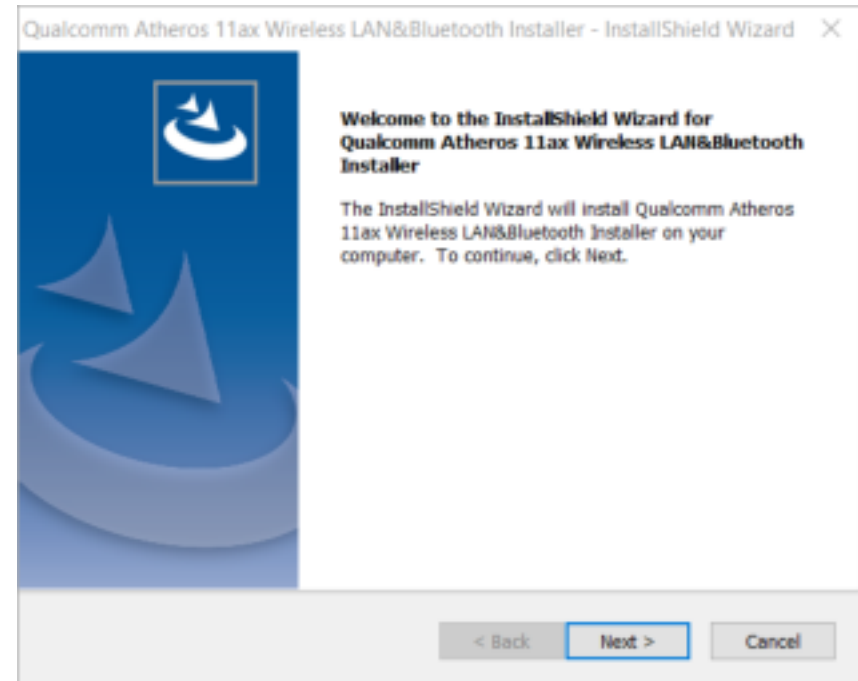 Qualcomm Atheros 11ax Wireless LAN&Bluetooth Installer - InstallShield Wizard
Welcome to the InstallShield Wizard for
Qualcomm Atheros 11ax Wireless LAN&Bluetooth
Installer
The InstallShield Wizard will install Qualcomm Atheros
11ax Wireless LAN&Bluetooth Installer on your
computer. To continue, click Next.
< Back Next > Cancel